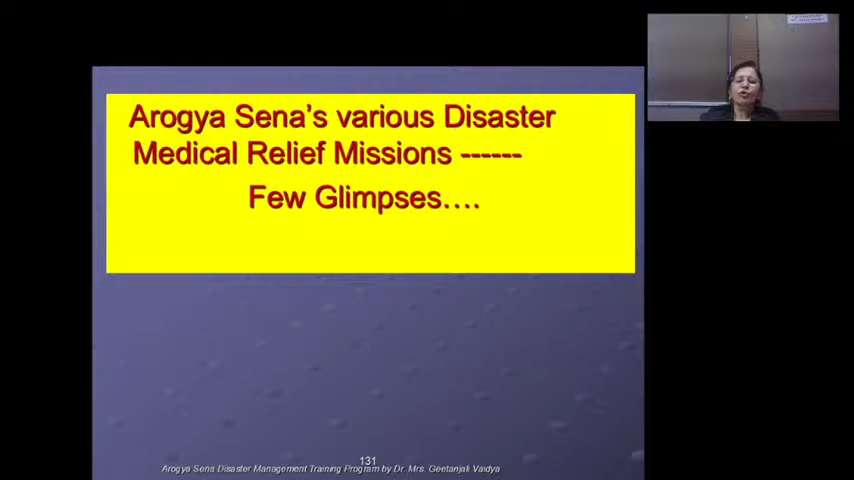 Arogya Sena's various Disaster
Medical Relief Missions ------
Few Glimpses....
131
Arogya Sena Disaster Management Training Program by Dr. Mrs. Geetanjali Vaidya